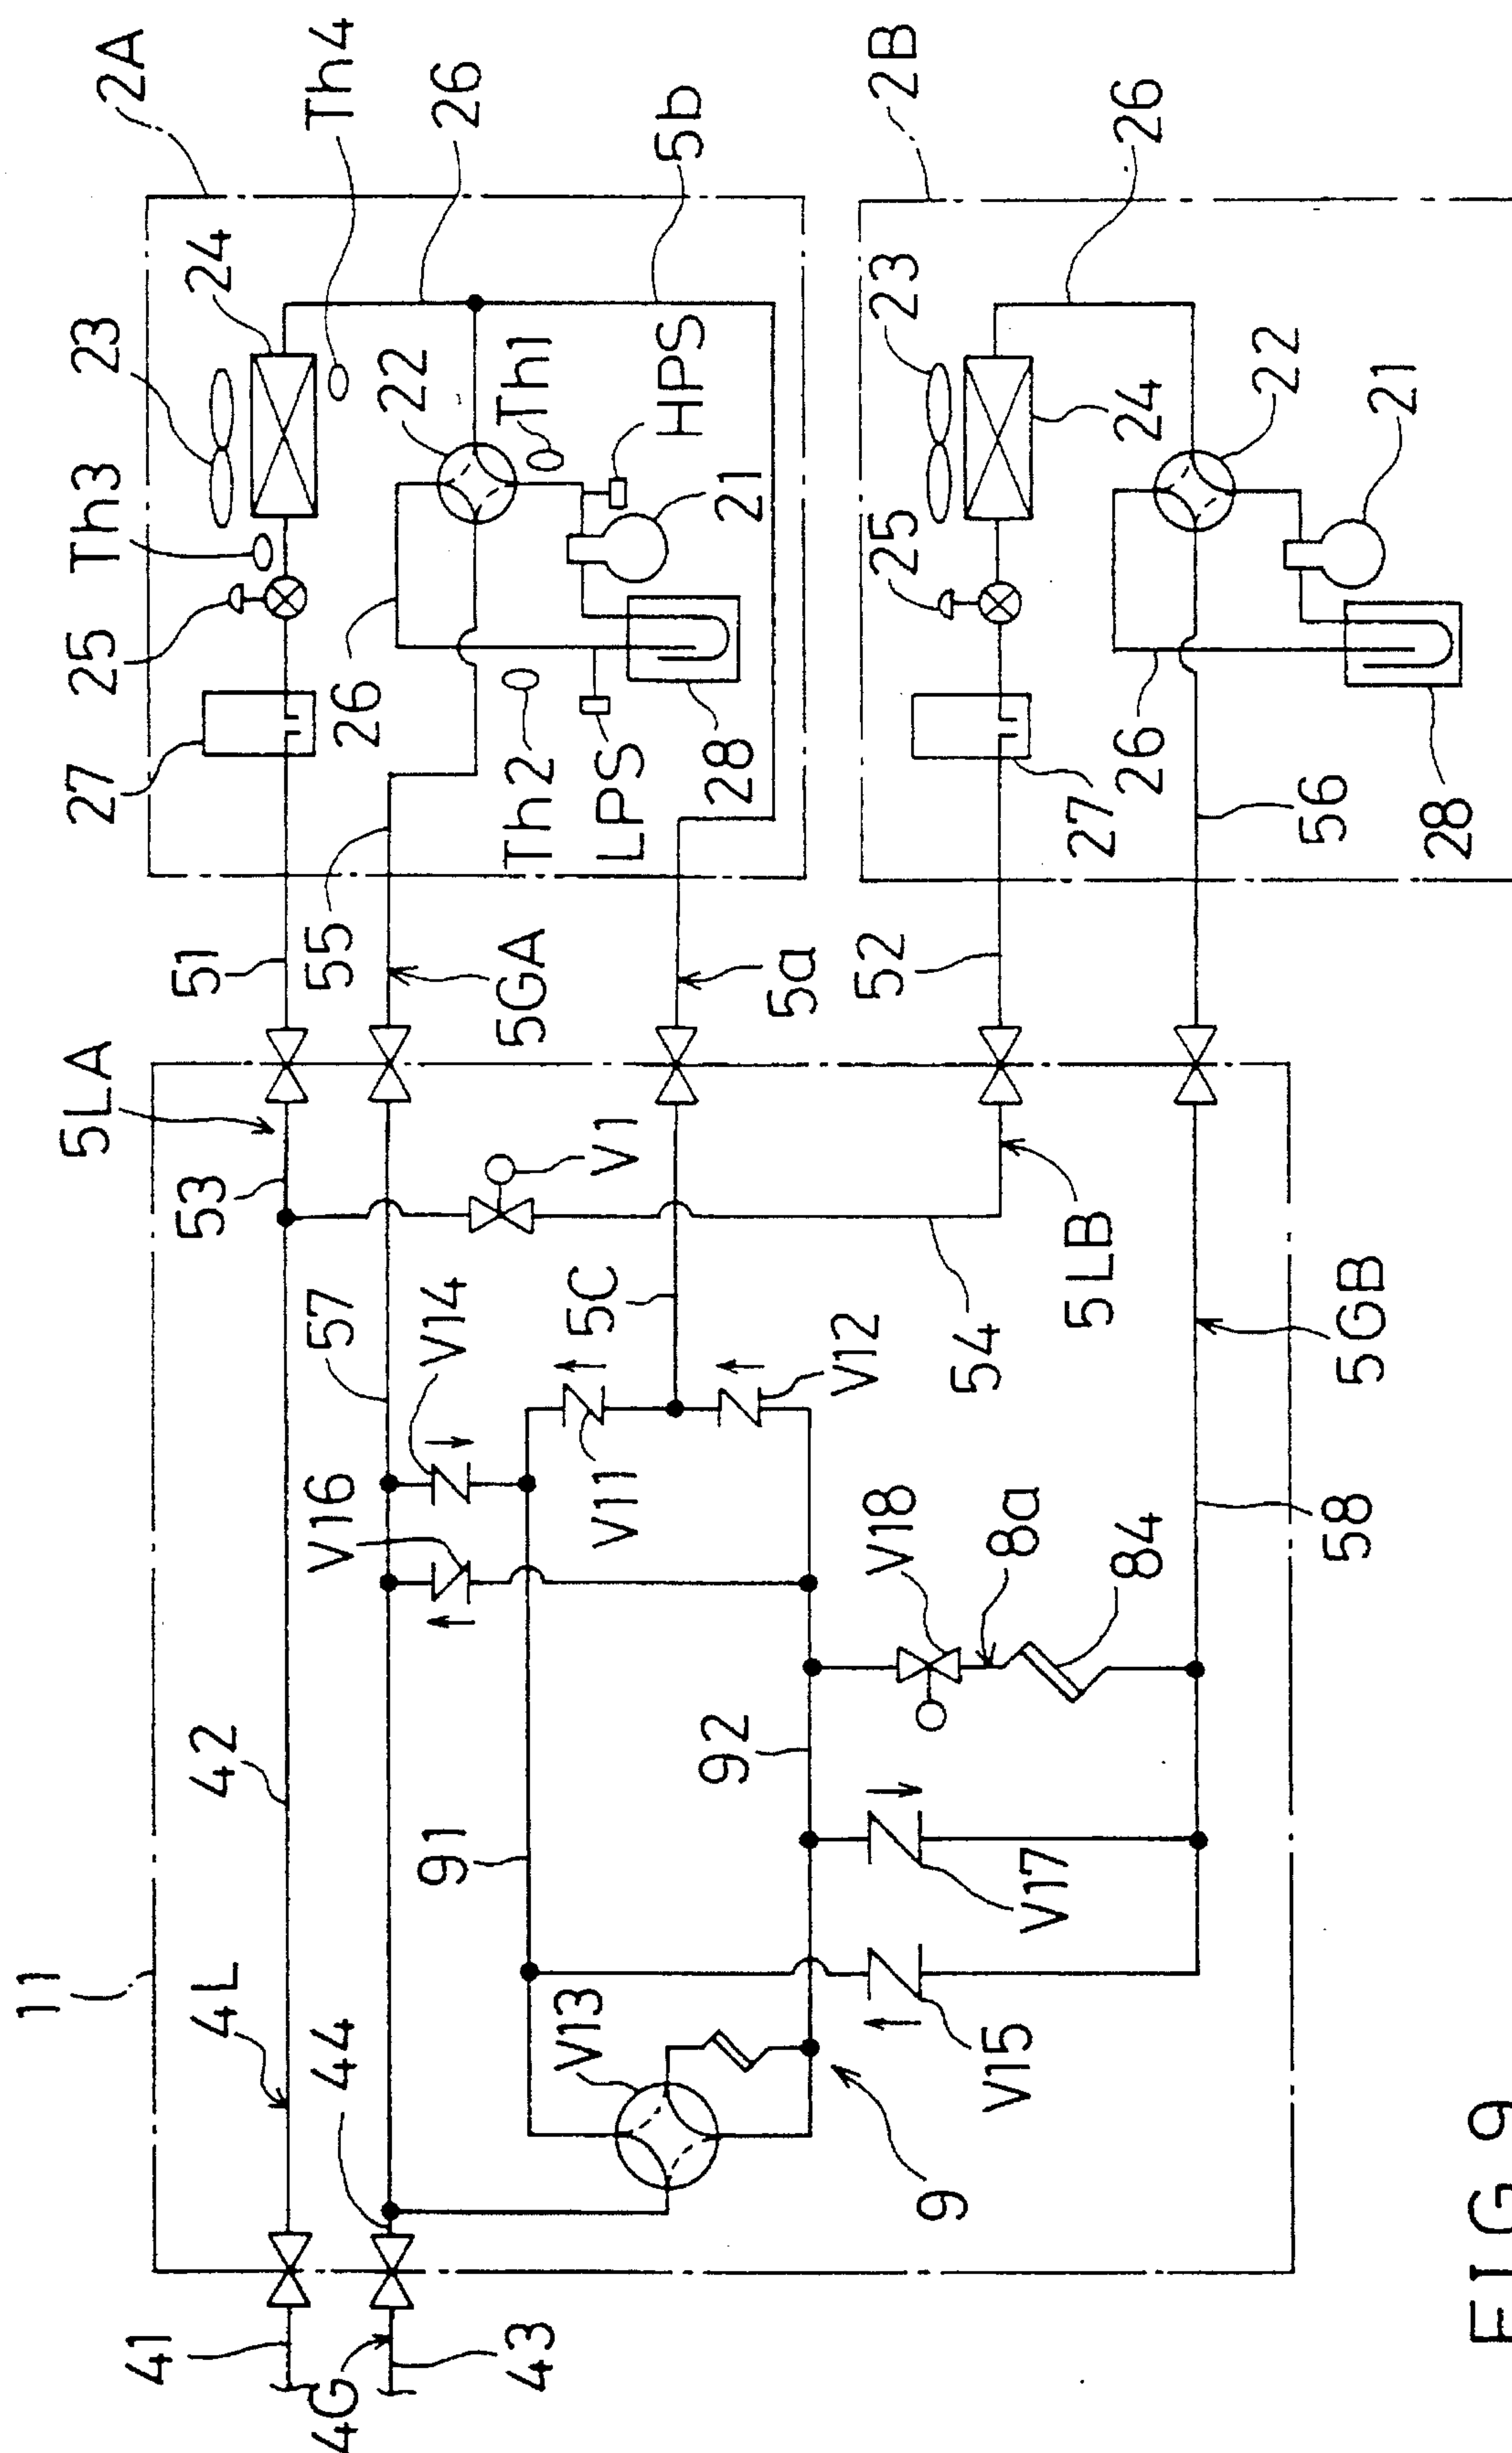 2A
Th4
26
5b
24
23
Th3
25
27
22
Th1
HPS
21
26
Th2
LPS
28
2B
26
23
24
25
22
21
27
26
56
28
51
55
5GA
5a
52
5LA
53
V1
57
V14
5C
54
5LB
V12
V16
V11
5GB
V18
8a
84
58
42
91
92
V17
11
4L
44
V13
V15
9
41
4G
43
FIG 9